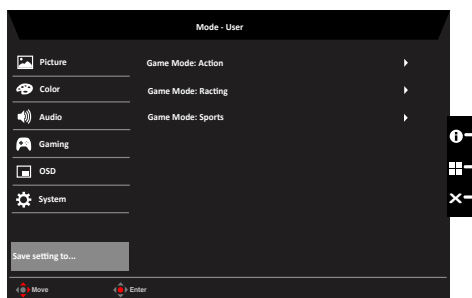 Mode - User
Picture
Game Mode: Action
Color
Game Mode: Racting
Audio
Game Mode: Sports
Gaming
OSD
System
Save setting to...
Move
Enter